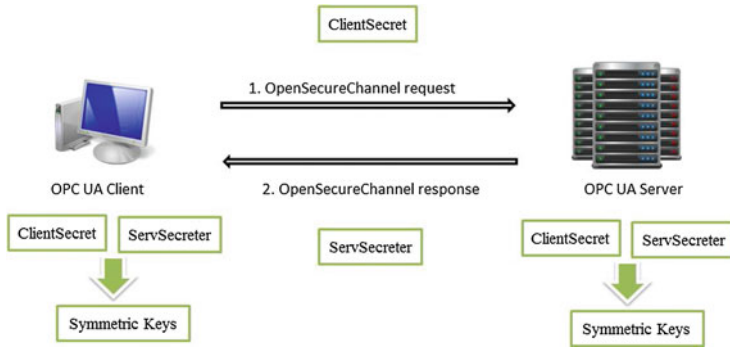 ClientSecret
1. OpenSecureChannel request
OPC UA Client
2. OpenSecureChannel response
OPC UA Server
ClientSecret
ServSecreter
ServSecreter
ClientSecret
ServSecreter
Symmetric Keys
Symmetric Keys